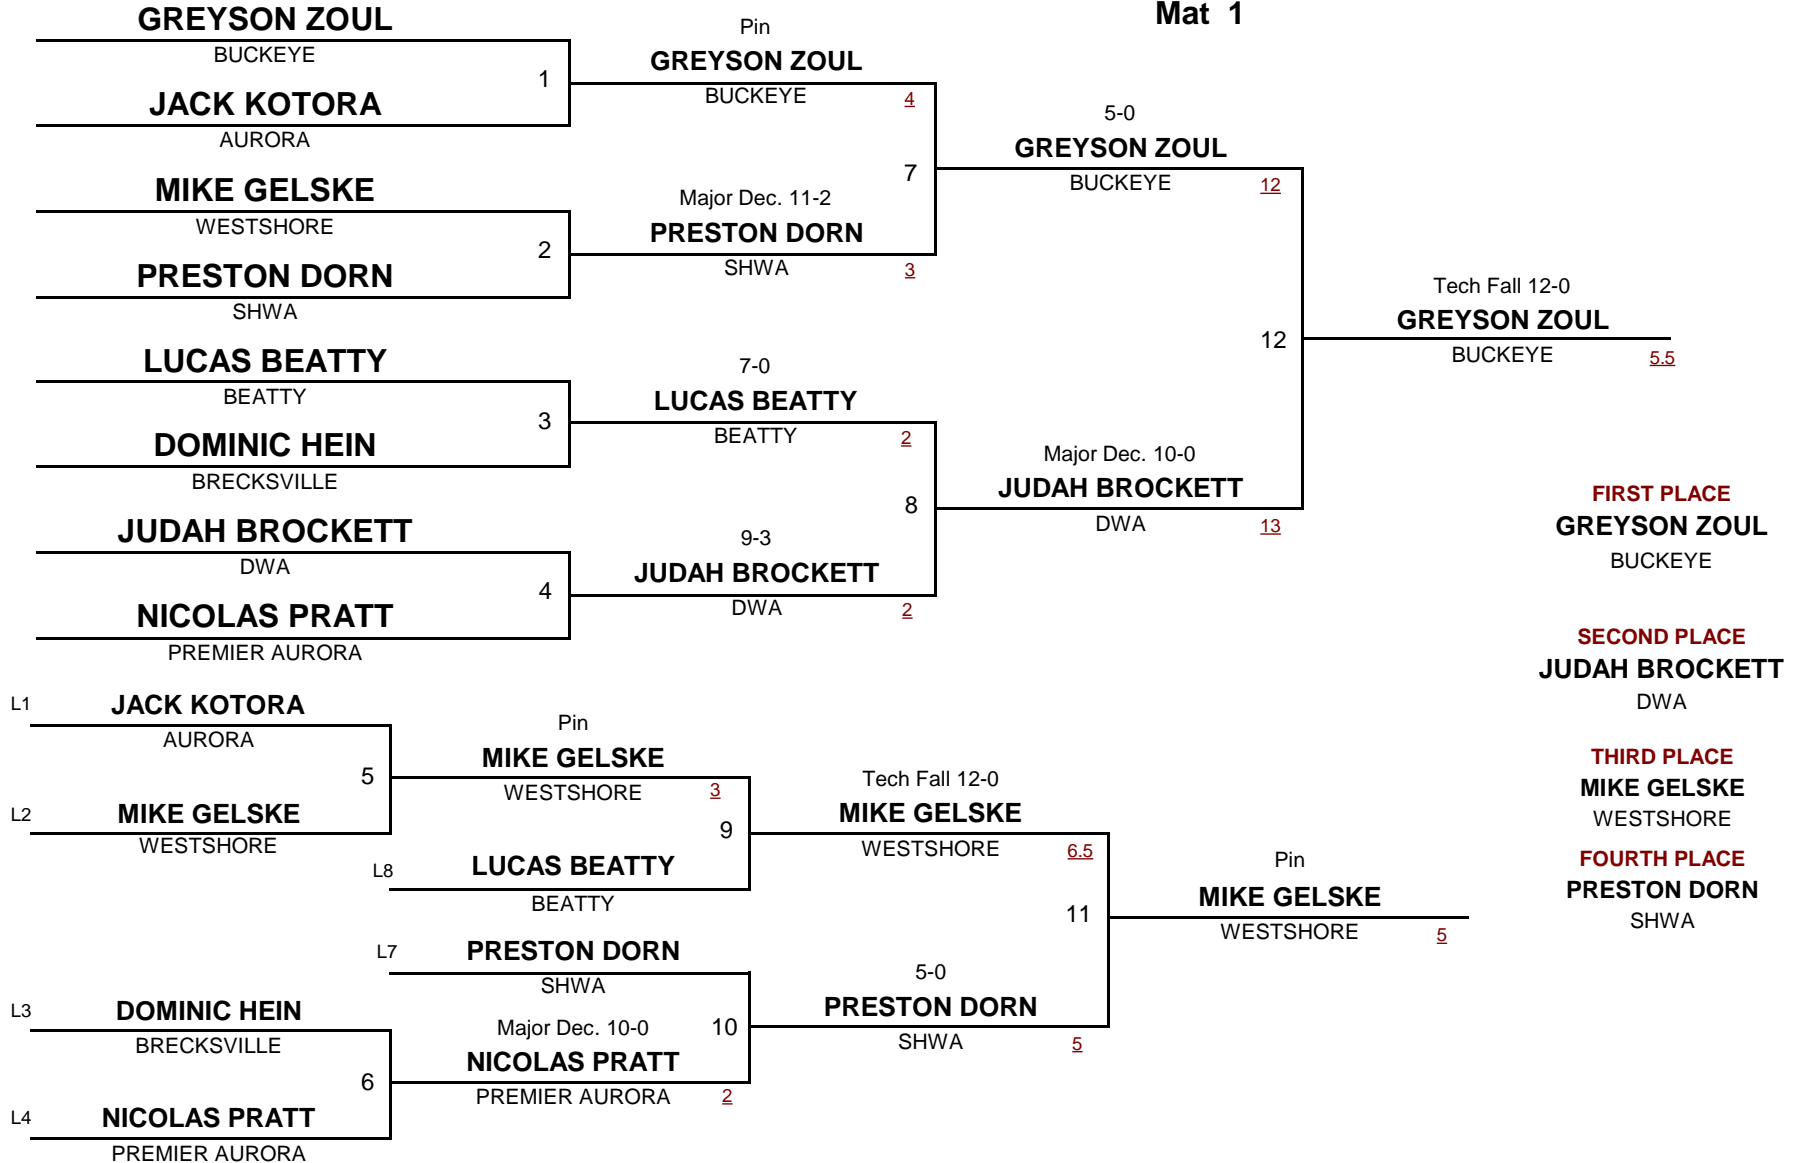 Mat 1
GREYSON ZOUL
BUCKEYE
1
JACK KOTORA
AURORA
MIKE GELSKE
WESTSHORE
2
PRESTON DORN
SHWA
LUCAS BEATTY
BEATTY
3
DOMINIC HEIN
BRECKSVILLE
JUDAH BROCKETT
DWA
4
NICOLAS PRATT
PREMIER AURORA
Pin
GREYSON ZOUL
BUCKEYE 4
7
Major Dec. 11-2
PRESTON DORN
SHWA 3
7-0
LUCAS BEATTY
BEATTY 2
8
9-3
JUDAH BROCKETT
DWA 2
5-0
GREYSON ZOUL
BUCKEYE 12
12
Major Dec. 10-0
JUDAH BROCKETT
DWA 13
Tech Fall 12-0
GREYSON ZOUL
BUCKEYE 5.5
FIRST PLACE
GREYSON ZOUL
BUCKEYE
SECOND PLACE
JUDAH BROCKETT
DWA
THIRD PLACE
MIKE GELSKE
WESTSHORE
FOURTH PLACE
PRESTON DORN
SHWA
L1 JACK KOTORA
AURORA
5
L2 MIKE GELSKE
WESTSHORE
L3 DOMINIC HEIN
BRECKSVILLE
6
L4 NICOLAS PRATT
PREMIER AURORA
Pin
MIKE GELSKE
WESTSHORE 3
9
L8 LUCAS BEATTY
BEATTY
L7 PRESTON DORN
SHWA
Major Dec. 10-0 10
NICOLAS PRATT
PREMIER AURORA 2
Tech Fall 12-0
MIKE GELSKE
WESTSHORE 6.5
11
5-0
PRESTON DORN
SHWA 5
Pin
MIKE GELSKE
WESTSHORE 5